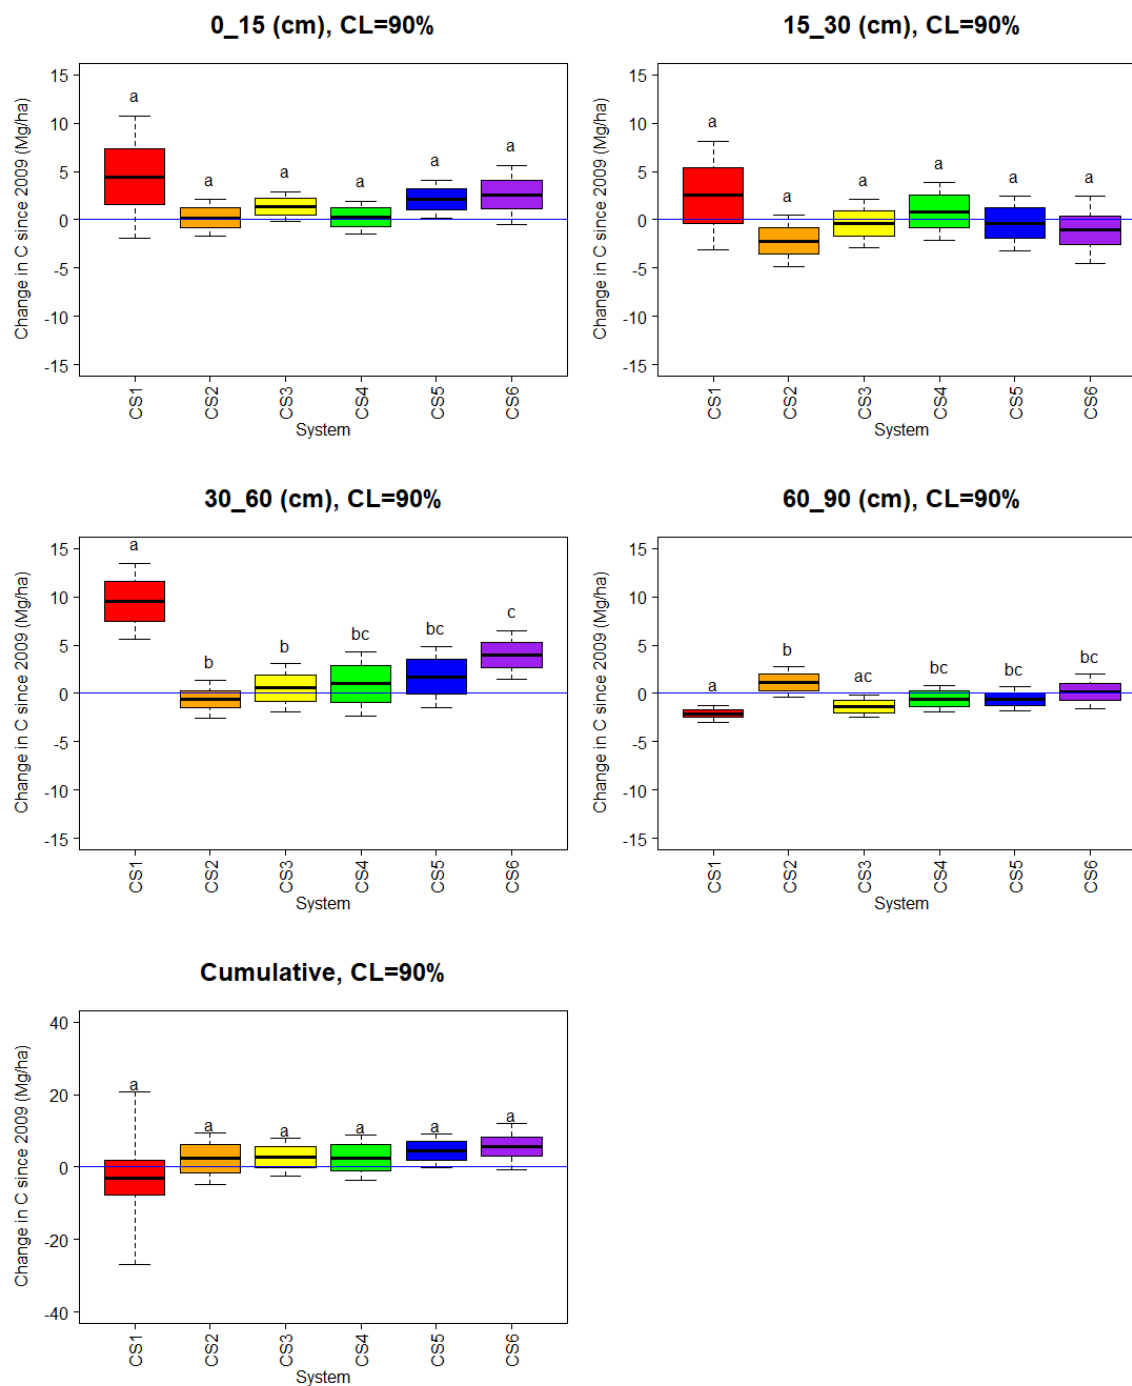 0_15 (cm), CL=90%
Change in C since 2009 (Mg/ha)
15
10
5
0
-5
-10
-15
a a a a a a
CS1 CS2 CS3 CS4 CS5 CS6
System
15_30 (cm), CL=90%
Change in C since 2009 (Mg/ha)
15
10
5
0
-5
-10
-15
a a a a a a
CS1 CS2 CS3 CS4 CS5 CS6
System
30_60 (cm), CL=90%
Change in C since 2009 (Mg/ha)
15
10
5
0
-5
-10
-15
a b b bc bc c
CS1 CS2 CS3 CS4 CS5 CS6
System
60_90 (cm), CL=90%
Change in C since 2009 (Mg/ha)
15
10
5
0
-5
-10
-15
a b ac bc bc bc
CS1 CS2 CS3 CS4 CS5 CS6
System
Cumulative, CL=90%
Change in C since 2009 (Mg/ha)
40
20
0
-20
-40
a a a a a a
CS1 CS2 CS3 CS4 CS5 CS6
System